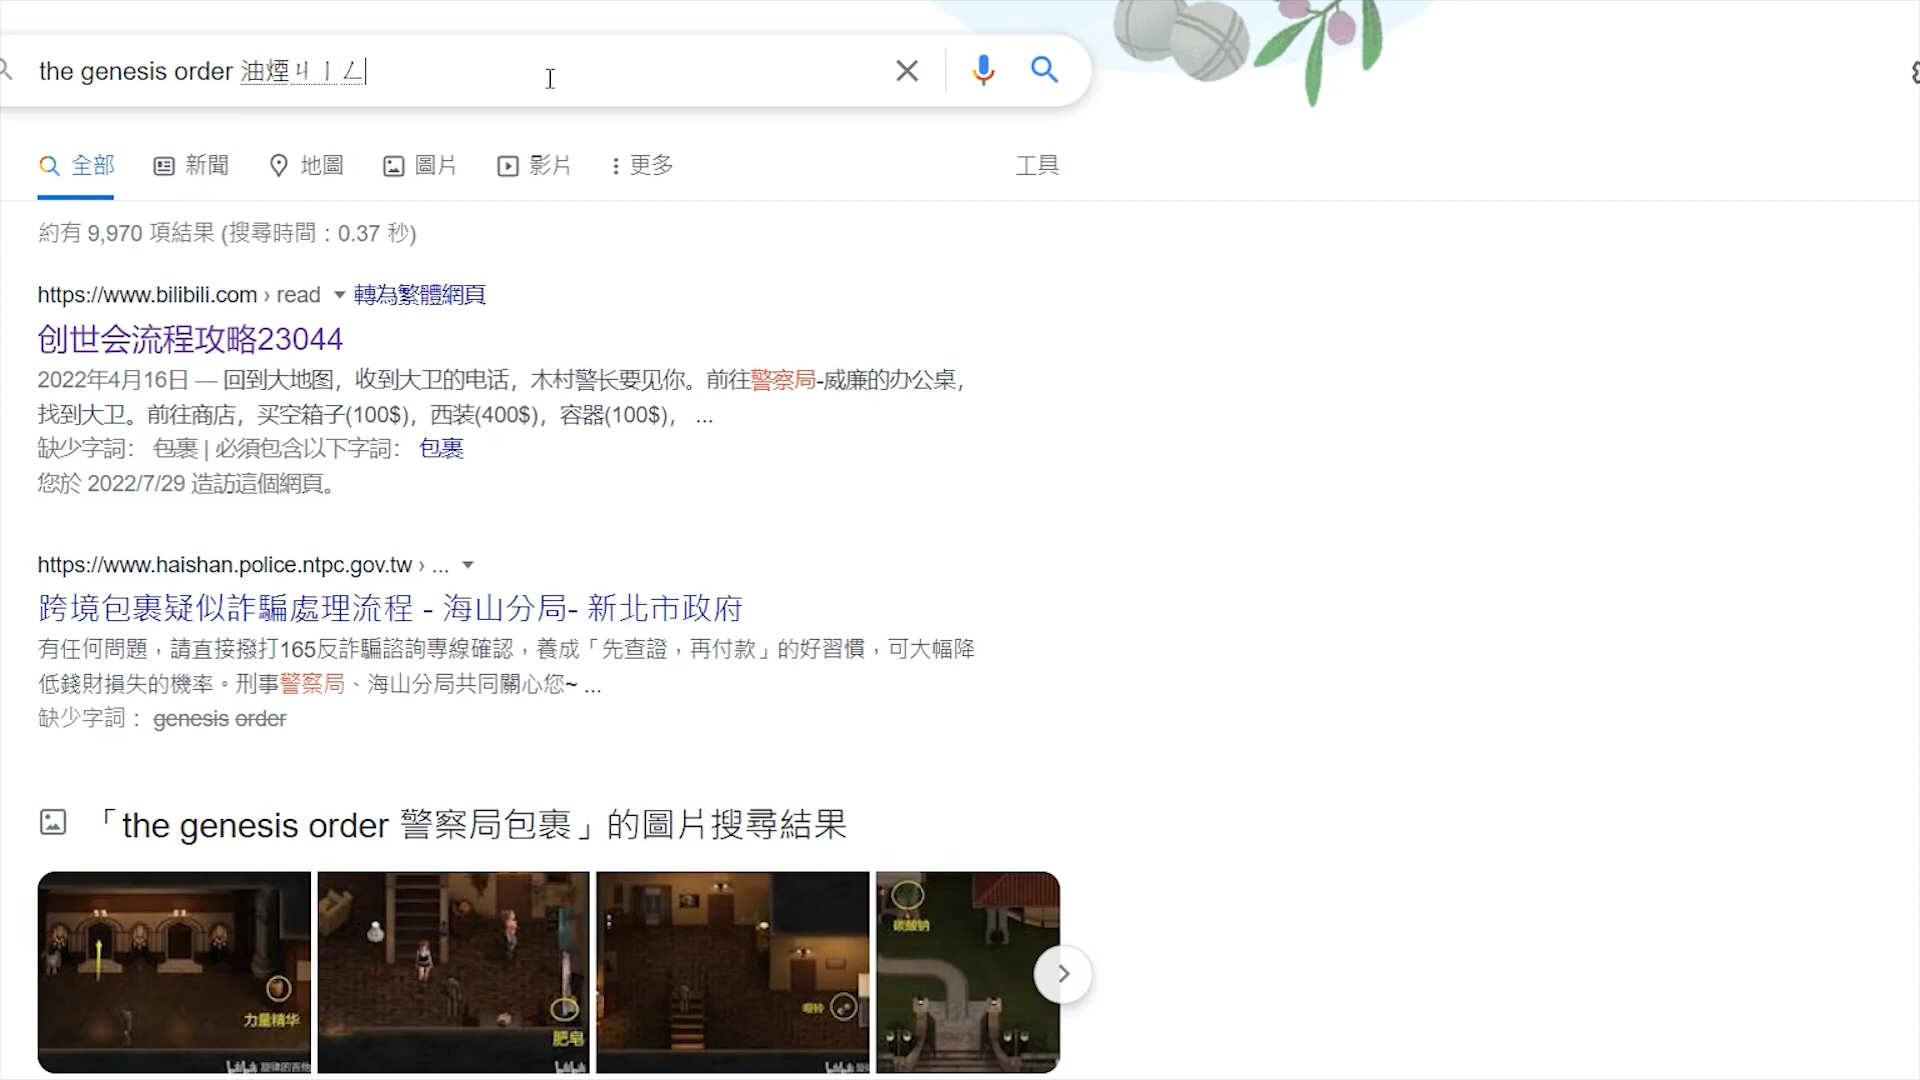 the genesis order 油煙ㄐㄧㄥ
全部 新聞 地圖 圖片 影片 更多 工具
約有 9,970 項結果 (搜尋時間：0.37 秒)
https://www.bilibili.com › read 轉為繁體網頁
创世会流程攻略23044
2022年4月16日 — 回到大地图，收到大卫的电话，木村警长要见你。前往警察局-威廉的办公桌，
找到大卫。前往商店，买空箱子(100$)，西装(400$)，容器(100$)， ...
缺少字詞： 包裹 | 必須包含以下字詞： 包裹
您於 2022/7/29 造訪這個網頁。
https://www.haishan.police.ntpc.gov.tw › ...
跨境包裹疑似詐騙處理流程 - 海山分局- 新北市政府
有任何問題，請直接撥打165反詐騙諮詢專線確認，養成「先查證，再付款」的好習慣，可大幅降
低錢財損失的機率。刑事警察局、海山分局共同關心您~ ...
缺少字詞： genesis order
「the genesis order 警察局包裹」的圖片搜尋結果
力量精华
肥皂
碳酸钠